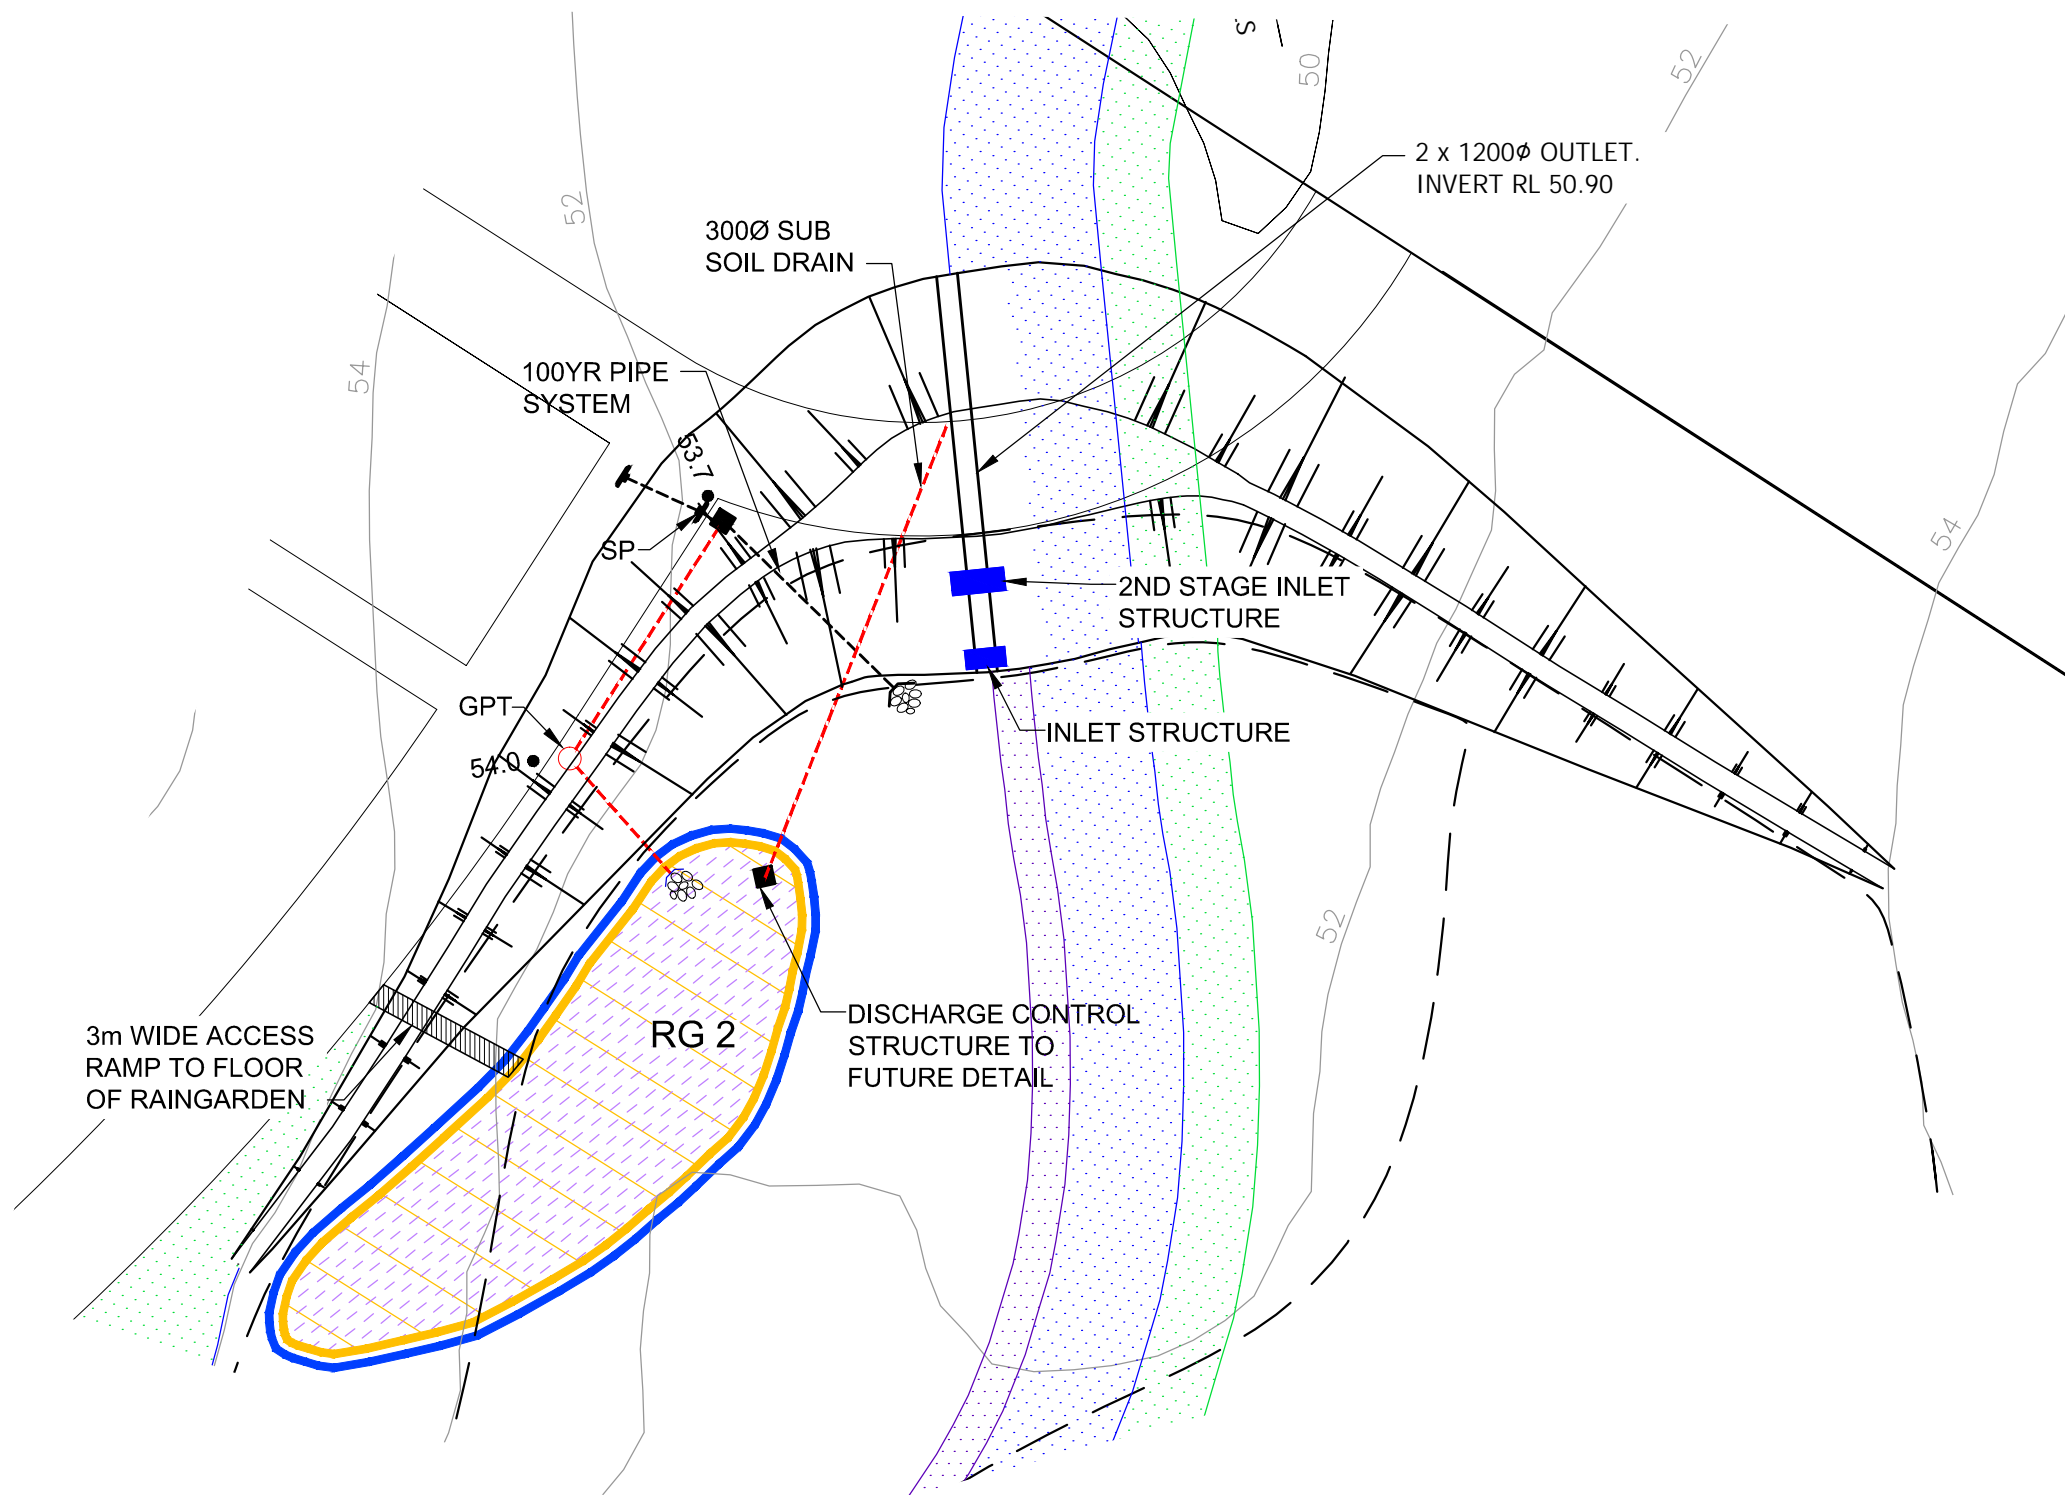 S
50
52
2 x 1200φ OUTLET.
INVERT RL 50.90
52
300Ø SUB
SOIL DRAIN
54
100YR PIPE
SYSTEM
53.7
SP
54
2ND STAGE INLET
STRUCTURE
GPT
INLET STRUCTURE
54.0
52
DISCHARGE CONTROL
STRUCTURE TO
FUTURE DETAIL
RG 2
3m WIDE ACCESS
RAMP TO FLOOR
OF RAINGARDEN